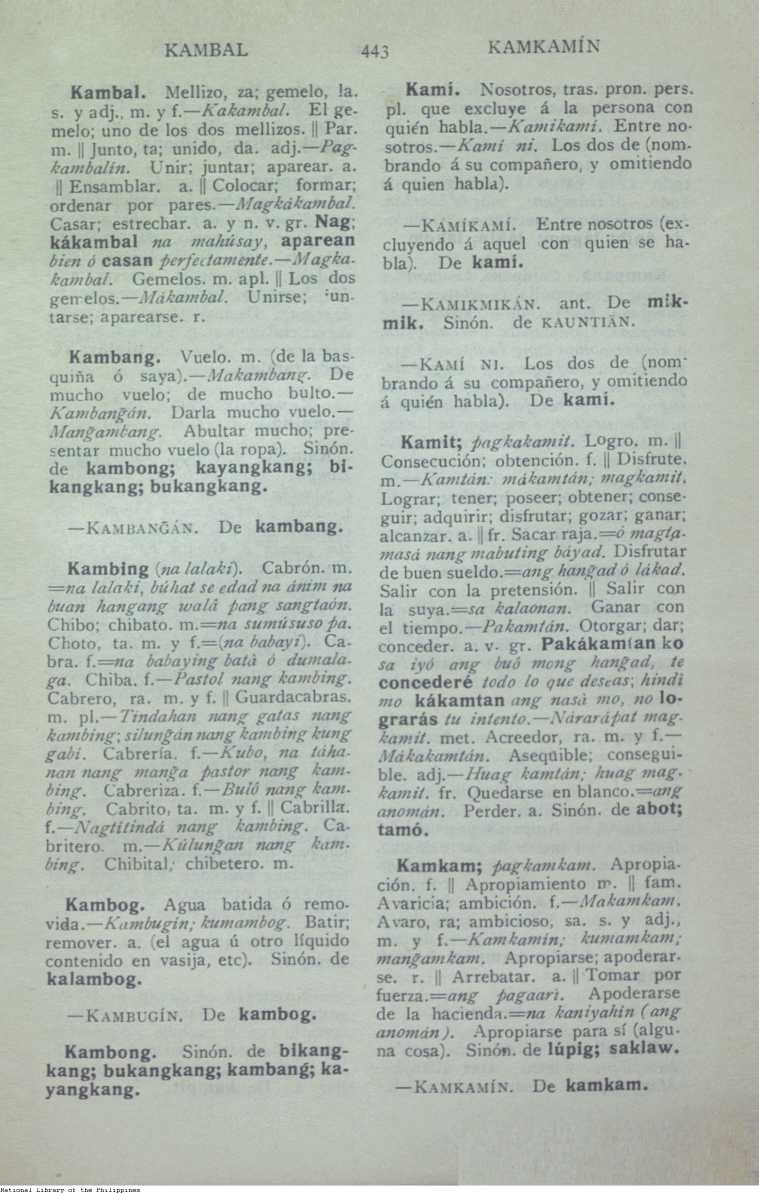 KAMBAL 443 KAMKAMÍN
Kambal. Mellizo, za; gemelo, la.
s. y adj., m. y f.—Kakambal. El ge-
melo; uno de los dos mellizos. || Par.
m. || Junto, ta; unido, da. adj.—Pag-
kambalín. Unir; juntar; aparear. a.
|| Ensamblar. a. || Colocar; formar;
ordenar por pares.—Magkákambal.
Casar; estrechar. a. y n. v. gr. Nag;
kákambal na mahúsay, aparean
bien ó casan perfectamente.—Magka-
kambal. Gemelos. m. apl. || Los dos
gemelos.—Mákambal. Unirse; jun-
tarse; aparearse. r.
Kambang. Vuelo. m. (de la bas-
quiña ó saya).—Makambang. De
mucho vuelo; de mucho bulto.—
Kambang̃án. Darla mucho vuelo.—
Mang̃ambang. Abultar mucho; pre-
sentar mucho vuelo (la ropa). Sinón.
de kambong; kayangkang; bi-
kangkang; bukangkang.
—KAMBANG̃ÁN. De kambang.
Kambing (na lalaki). Cabrón. m.
=na lalaki, búhat se edad na ánim na
buan hangang walá pang sangtaón.
Chibo; chibato. m.=na sumúsuso pa.
Choto, ta. m. y f.=(na babayi). Ca-
bra. f.=na babaying batà ó dumala-
ga. Chiba. f.—Pastol nang kambing.
Cabrero, ra. m. y f. || Guardacabras.
m. pl.—Tindahan nang gatas nang
kambing; silung̃án nang kambing kung
gabi. Cabrería. f.—Kubo, na táha-
nan nang mang̃a pastor nang kam-
bing. Cabreriza. f.—Buló nang kam-
bing. Cabrito, ta. m. y f. || Cabrilla.
f.—Nagtitindá nang kambing. Ca-
britero. m.—Kúlung̃an nang kam-
bing. Chibital; chibetero. m.
Kambog. Agua batida ó remo-
vida.—Kambugin; kumambog. Batir;
remover. a. (el agua ú otro líquido
contenido en vasija, etc). Sinón. de
kalambog.
—KAMBUGÍN. De kambog.
Kambong. Sinón. de bikang-
kang; bukangkang; kambang; ka-
yangkang.
Kamí. Nosotros, tras. pron. pers.
pl. que excluye á la persona con
quién habla.—Kamikami. Entre no-
sotros.—Kami ni. Los dos de (nom-
brando á su compañero, y omitiendo
á quien habla).
—KAMÍKAMÍ. Entre nosotros (ex-
cluyendo á aquel con quien se ha-
bla). De kami.
—KAMIKMIKÁN. ant. De mik-
mik. Sinón. de KAUNTIÀN.
—KAMÍ NI. Los dos de (nom-
brando á su compañero, y omitiendo
á quién habla). De kami.
Kamit; pagkakamit. Logro. m. ||
Consecución; obtención. f. || Disfrute.
m.—Kamtán: mákamtán; magkamit.
Lograr; tener; poseer; obtener; conse-
guir; adquirir; disfrutar; gozar; ganar;
alcanzar. a. || fr. Sacar raja.=ó magta-
masá nang mabuting báyad. Disfrutar
de buen sueldo.=ang hang̃ad ó lákad.
Salir con la pretensión. || Salir con
la suya.=sa kalaonan. Ganar con
el tiempo.—Pakamtán. Otorgar; dar;
conceder. a. v. gr. Pakákamtan ko
sa iyó ang buô mong hang̃ad, te
concederé todo lo que deseas; hindi
mo kákamtan ang nasà mo, no lo-
grarás tu intento.—Nárarápat mag-
kamit. met. Acreedor, ra. m. y f.—
Mákakamtán. Asequible; consegui-
ble. adj.—Huag kamtán; huag mag-
kamit. fr. Quedarse en blanco.=ang
anomán. Perder. a. Sinón. de abot;
tamó.
Kamkam; pagkamkam. Apropia-
ción. f. || Apropiamiento m. || fam.
Avaricia; ambición. f.—Makamkam.
Avaro, ra; ambicioso, sa. s. y adj.,
m. y f.—Kamkamin; kumamkam;
mang̃amkam. Apropiarse; apoderar-
se. r. || Arrebatar. a. || Tomar por
fuerza.=ang pagaari. Apoderarse
de la hacienda.=na kaniyahin (ang
anomán). Apropiarse para sí (algu-
na cosa). Sinón. de lúpig; saklaw.
—KAMKAMÍN. De kamkam.
National Library of the Philippines